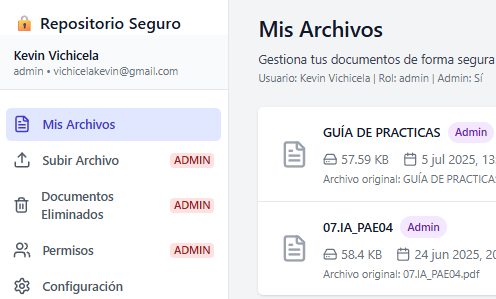 Repositorio Seguro
Kevin Vichicela
admin • vichicelakevin@gmail.com
Mis Archivos
Subir Archivo ADMIN
Documentos
Eliminados ADMIN
Permisos ADMIN
Configuración
Mis Archivos
Gestiona tus documentos de forma segura
Usuario: Kevin Vichicela | Rol: admin | Admin: Sí
GUÍA DE PRACTICAS Admin
57.59 KB 5 jul 2025, 13
Archivo original: GUÍA DE PRACTICAS
07.IA_PAE04 Admin
58.4 KB 24 jun 2025, 20
Archivo original: 07.IA_PAE04.pdf